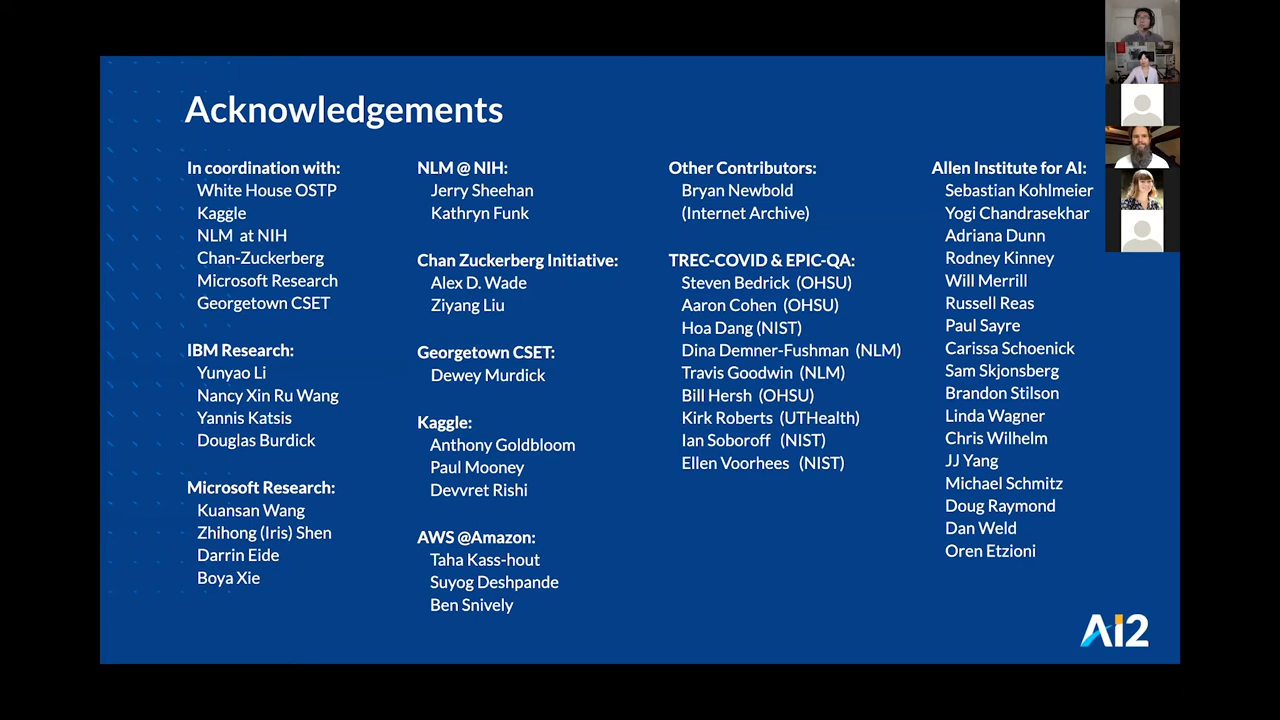 Acknowledgements
In coordination with:
White House OSTP
Kaggle
NLM at NIH
Chan-Zuckerberg
Microsoft Research
Georgetown CSET
IBM Research:
Yunyao Li
Nancy Xin Ru Wang
Yannis Katsis
Douglas Burdick
Microsoft Research:
Kuansan Wang
Zhihong (Iris) Shen
Darrin Eide
Boya Xie
NLM @ NIH:
Jerry Sheehan
Kathryn Funk
Chan Zuckerberg Initiative:
Alex D. Wade
Ziyang Liu
Georgetown CSET:
Dewey Murdick
Kaggle:
Anthony Goldbloom
Paul Mooney
Devvret Rishi
AWS @Amazon:
Taha Kass-hout
Suyog Deshpande
Ben Snively
Other Contributors:
Bryan Newbold
(Internet Archive)
TREC-COVID & EPIC-QA:
Steven Bedrick (OHSU)
Aaron Cohen (OHSU)
Hoa Dang (NIST)
Dina Demner-Fushman (NLM)
Travis Goodwin (NLM)
Bill Hersh (OHSU)
Kirk Roberts (UTHealth)
Ian Soboroff (NIST)
Ellen Voorhees (NIST)
Allen Institute for AI:
Sebastian Kohlmeier
Yogi Chandrasekhar
Adriana Dunn
Rodney Kinney
Will Merrill
Russell Reas
Paul Sayre
Carissa Schoenick
Sam Skjonsberg
Brandon Stilson
Linda Wagner
Chris Wilhelm
JJ Yang
Michael Schmitz
Doug Raymond
Dan Weld
Oren Etzioni
Ai2